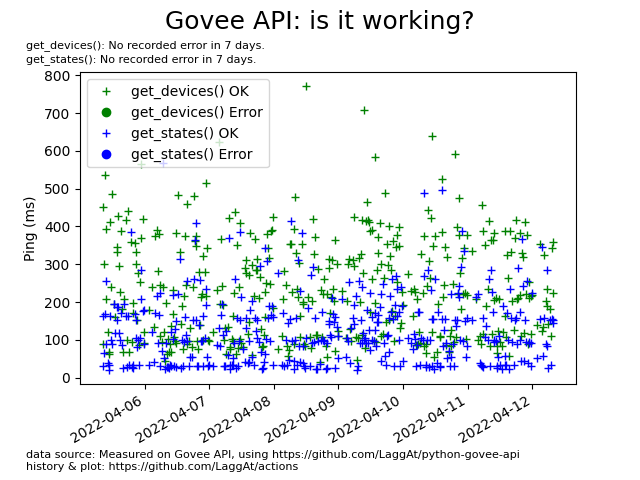 Govee API: is it working?
get_devices(): No recorded error in 7 days.
get_states(): No recorded error in 7 days.
get_devices() OK
get_devices() Error
get_states() OK
get_states() Error
Ping (ms)
800
700
600
500
400
300
200
100
0
2022-04-06
2022-04-07
2022-04-08
2022-04-09
2022-04-10
2022-04-11
2022-04-12
data source: Measured on Govee API, using https://github.com/LaggAt/python-govee-api
history & plot: https://github.com/LaggAt/actions